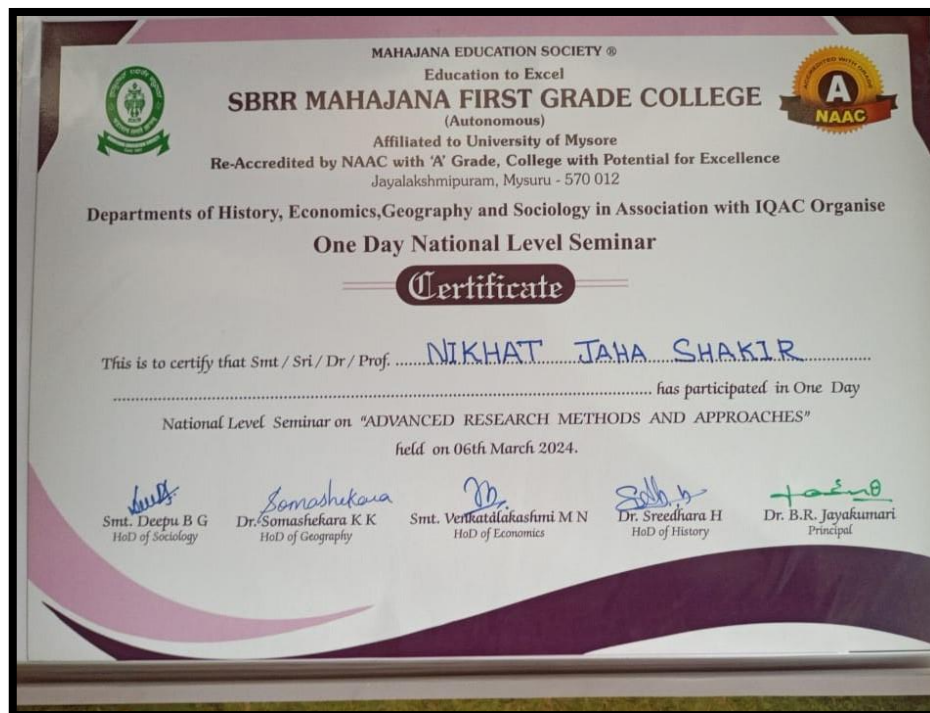 MAHAJANA EDUCATION SOCIETY ®
Education to Excel
SBRR MAHAJANA FIRST GRADE COLLEGE
(Autonomous)
Affiliated to University of Mysore
Re-Accredited by NAAC with 'A' Grade, College with Potential for Excellence
Jayalakshmipuram, Mysuru - 570 012
ACCREDITED WITH GRADE
A
NAAC
Departments of History, Economics,Geography and Sociology in Association with IQAC Organise
One Day National Level Seminar
Certificate
This is to certify that Smt / Sri / Dr / Prof. ...... NIKHAT JAHA SHAKIR ......
...... has participated in One Day
National Level Seminar on "ADVANCED RESEARCH METHODS AND APPROACHES"
held on 06th March 2024.
Somashekara
Smt. Deepu B G Dr. Somashekara K K Smt. Venkatalakashmi M N Dr. Sreedhara H Dr. B.R. Jayakumari
HoD of Sociology HoD of Geography HoD of Economics HoD of History Principal